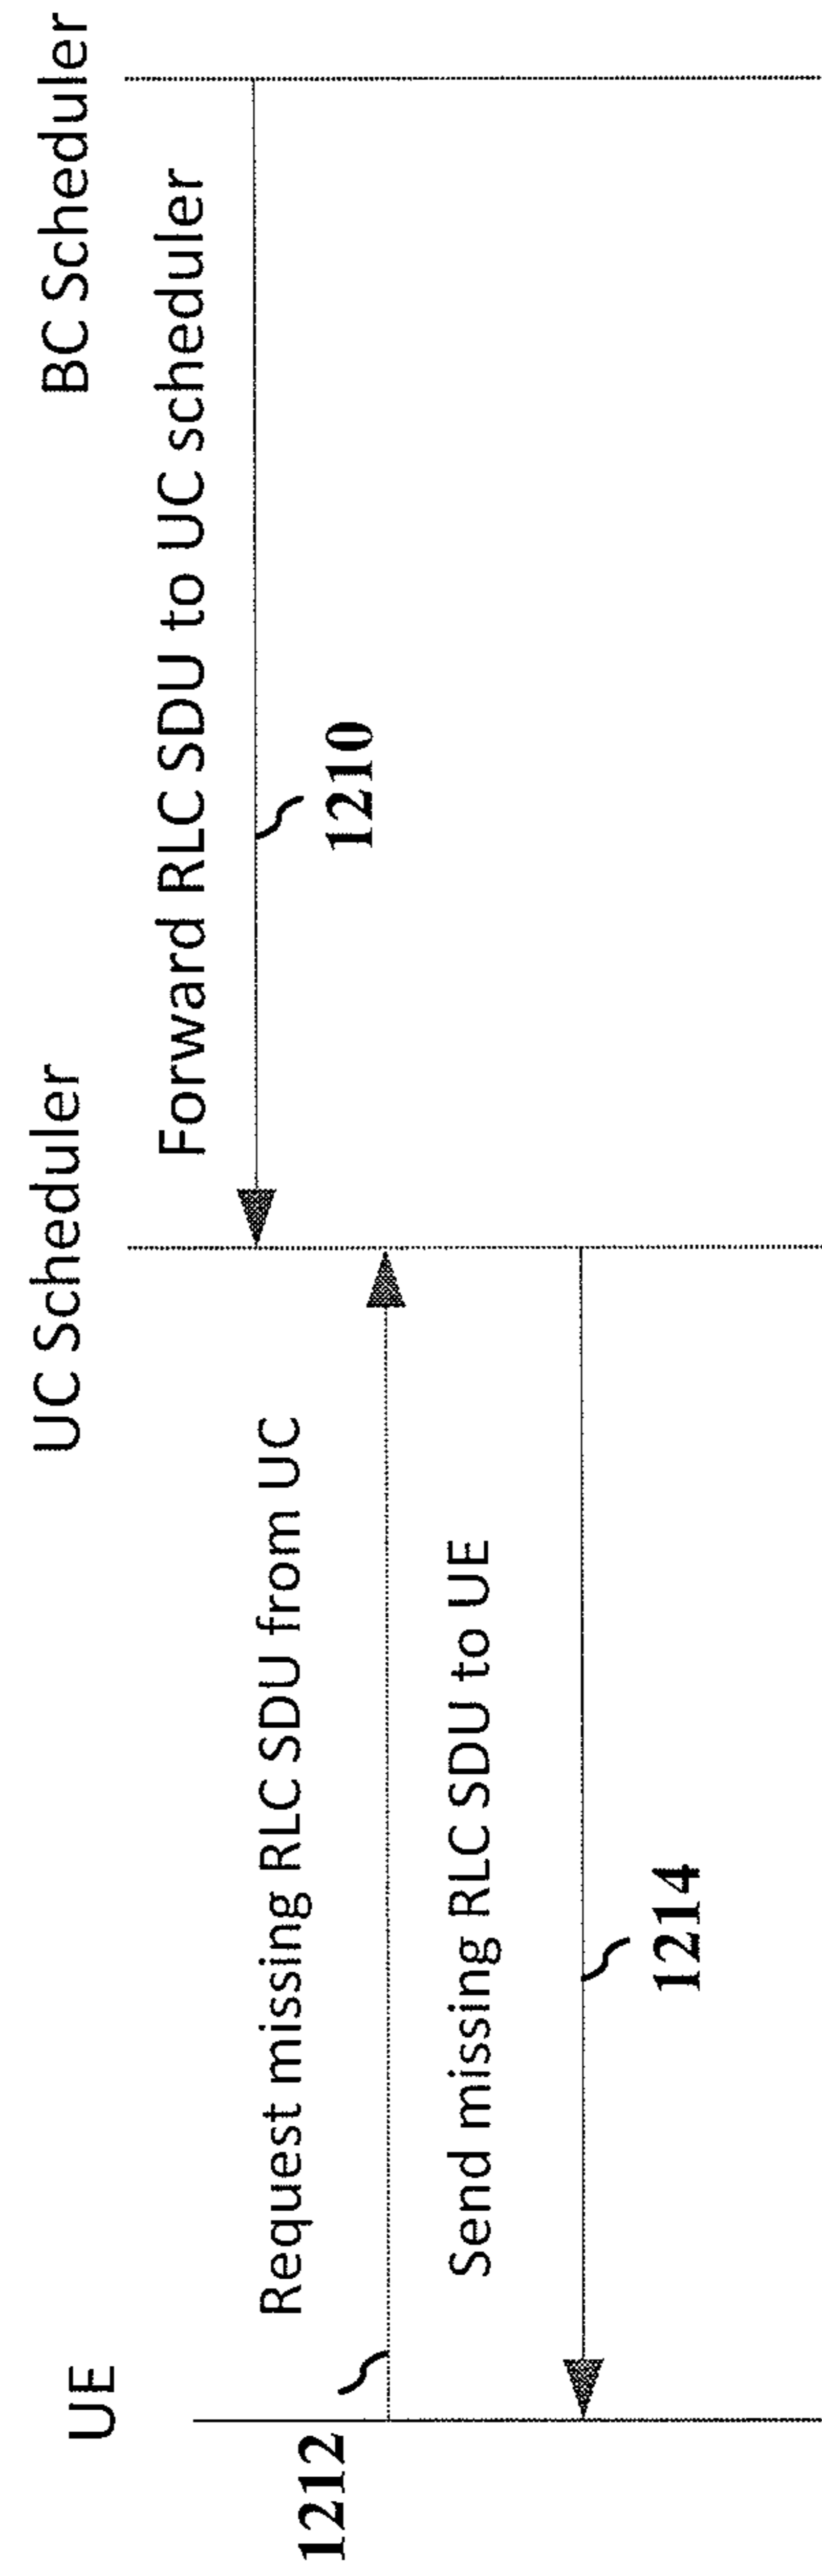 UE
UC Scheduler
BC Scheduler
Forward RLC SDU to UC scheduler
1210
Request missing RLC SDU from UC
1212
Send missing RLC SDU to UE
1214